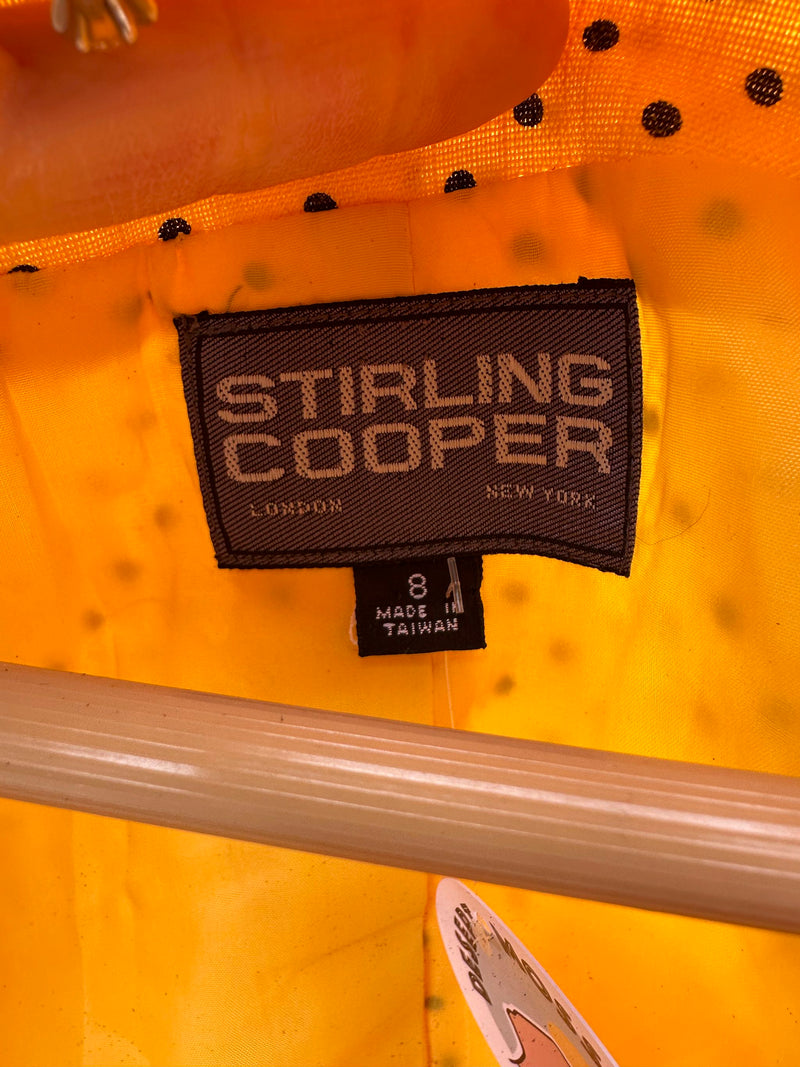 STIRLING
COOPER
LONDON NEW YORK
8
MADE IN
TAIWAN